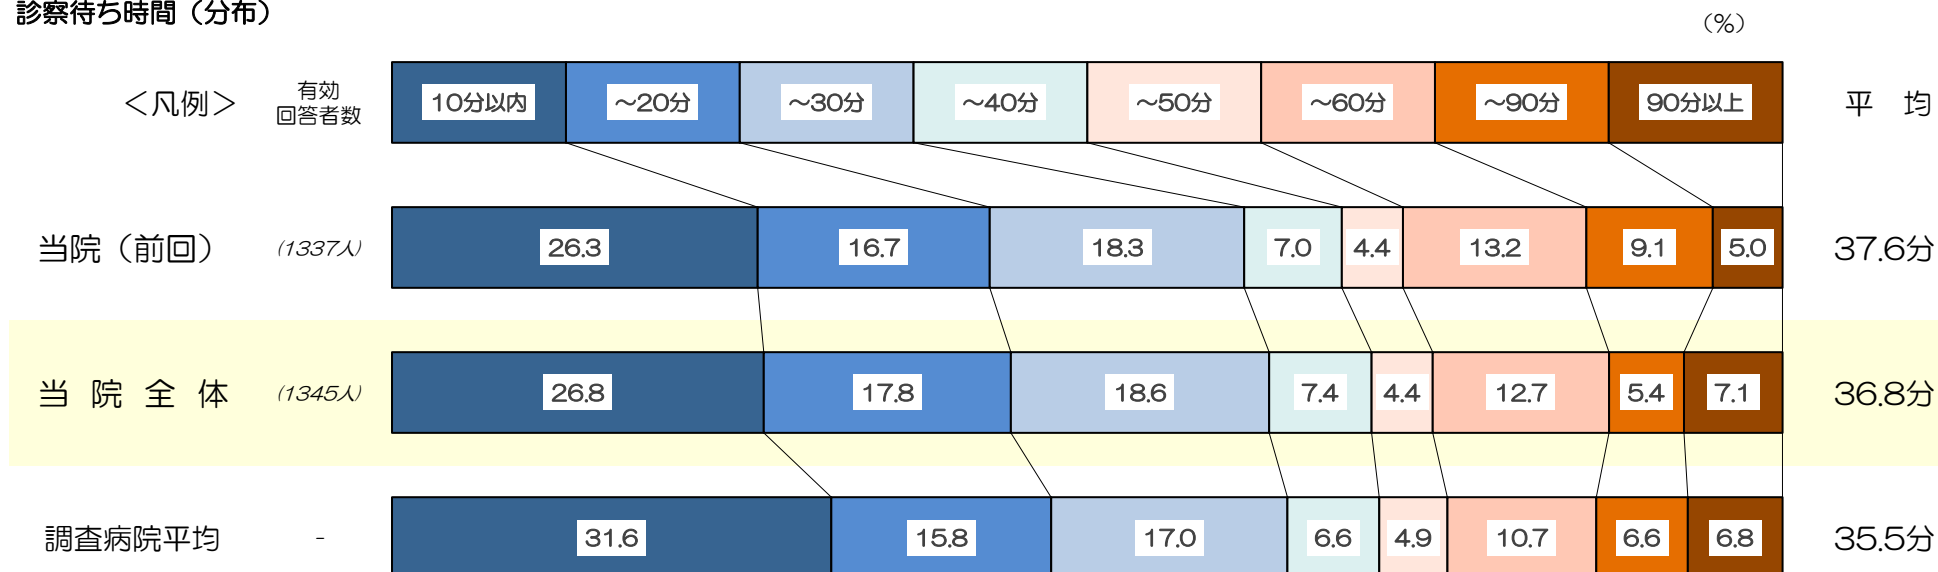 診察待ち時間（分布）
（%）
＜凡例＞ 有効回答者数 10分以内 ～20分 ～30分 ～40分 ～50分 ～60分 ～90分 90分以上 平 均
当院（前回） （1337人） 26.3 16.7 18.3 7.0 4.4 13.2 9.1 5.0 37.6分
当 院 全 体 （1345人） 26.8 17.8 18.6 7.4 4.4 12.7 5.4 7.1 36.8分
調査病院平均 - 31.6 15.8 17.0 6.6 4.9 10.7 6.6 6.8 35.5分